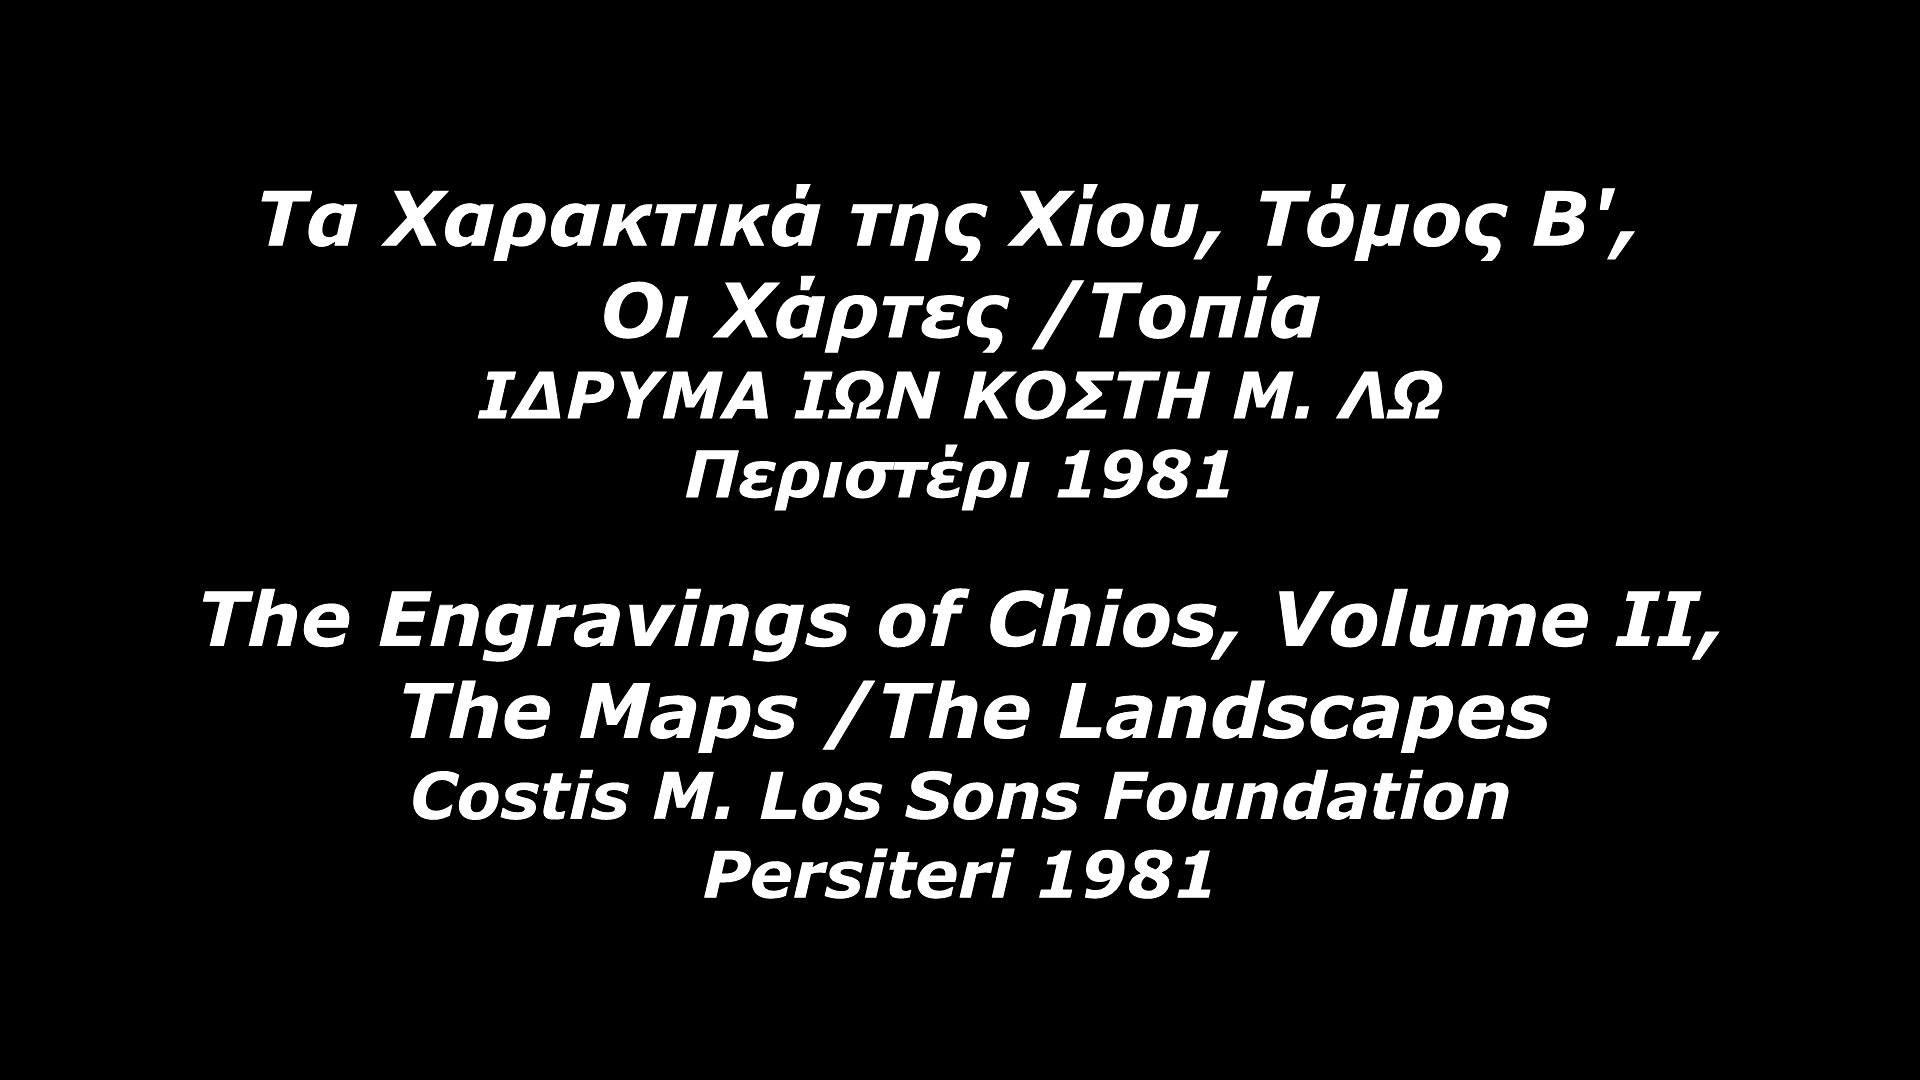 Τα Χαρακτικά της Χίου, Τόμος Β',
Οι Χάρτες /Τοπία
ΙΔΡΥΜΑ ΙΩΝ ΚΟΣΤΗ Μ. ΛΩ
Περιστέρι 1981
The Engravings of Chios, Volume II,
The Maps /The Landscapes
Costis M. Los Sons Foundation
Persiteri 1981